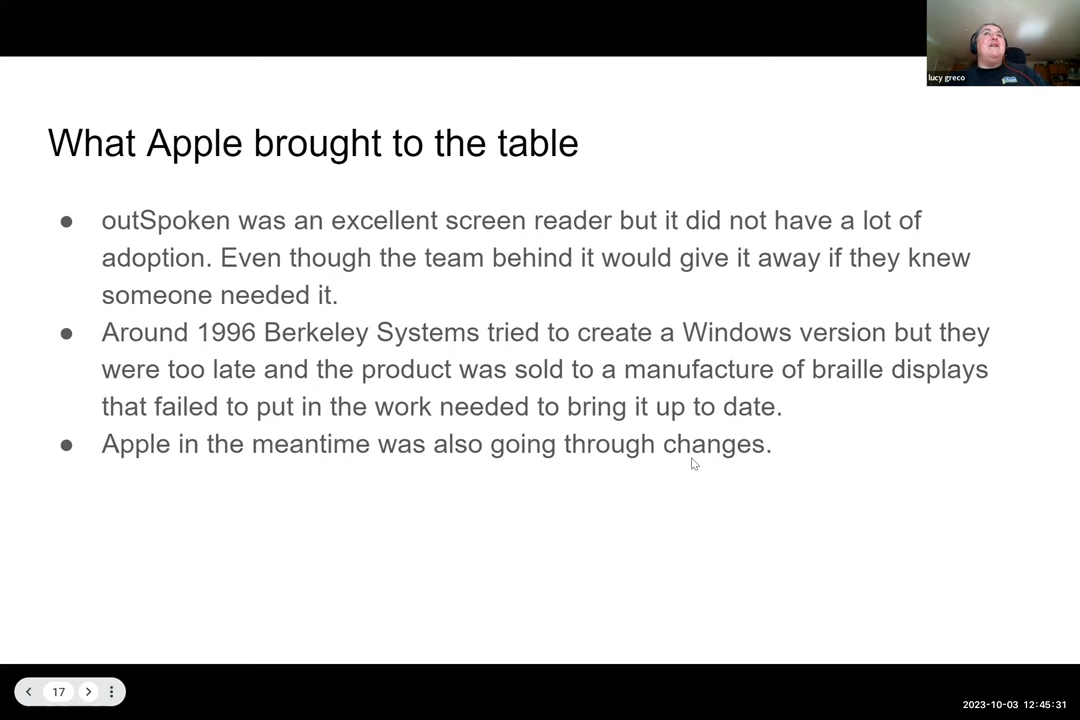 lucy greco
What Apple brought to the table
● outSpoken was an excellent screen reader but it did not have a lot of
adoption. Even though the team behind it would give it away if they knew
someone needed it.
● Around 1996 Berkeley Systems tried to create a Windows version but they
were too late and the product was sold to a manufacture of braille displays
that failed to put in the work needed to bring it up to date.
● Apple in the meantime was also going through changes.
17
2023-10-03 12:45:31